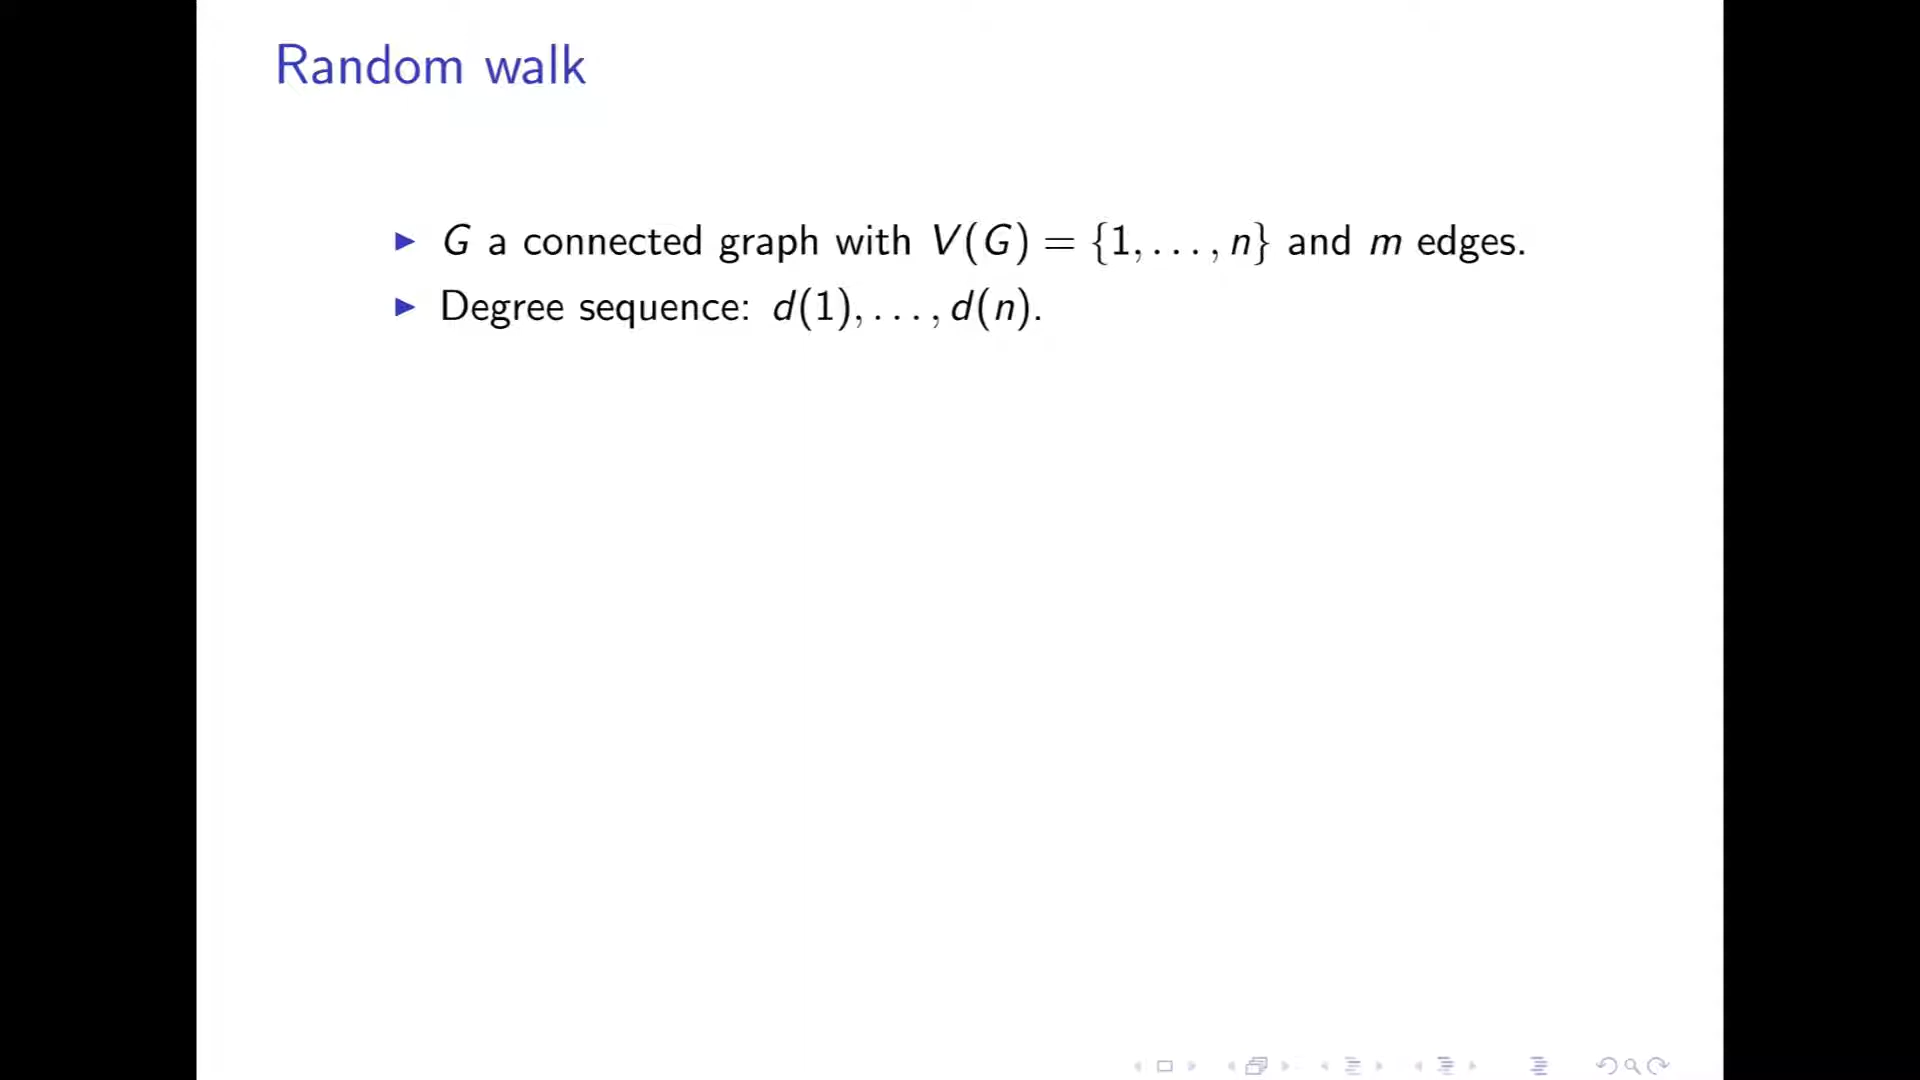 Random walk
▶ G a connected graph with V(G) = {1, . . . , n} and m edges.
▶ Degree sequence: d(1), . . . , d(n).